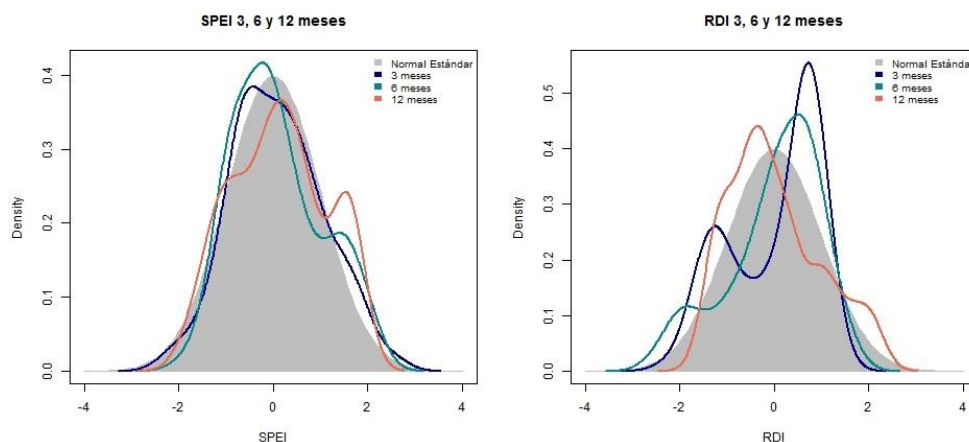 SPEI 3, 6 y 12 meses
Normal Estándar
3 meses
6 meses
12 meses
Density
0.0
0.1
0.2
0.3
0.4
-4
-2
0
2
4
SPEI
RDI 3, 6 y 12 meses
Normal Estándar
3 meses
6 meses
12 meses
Density
0.0
0.1
0.2
0.3
0.4
0.5
-4
-2
0
2
4
RDI